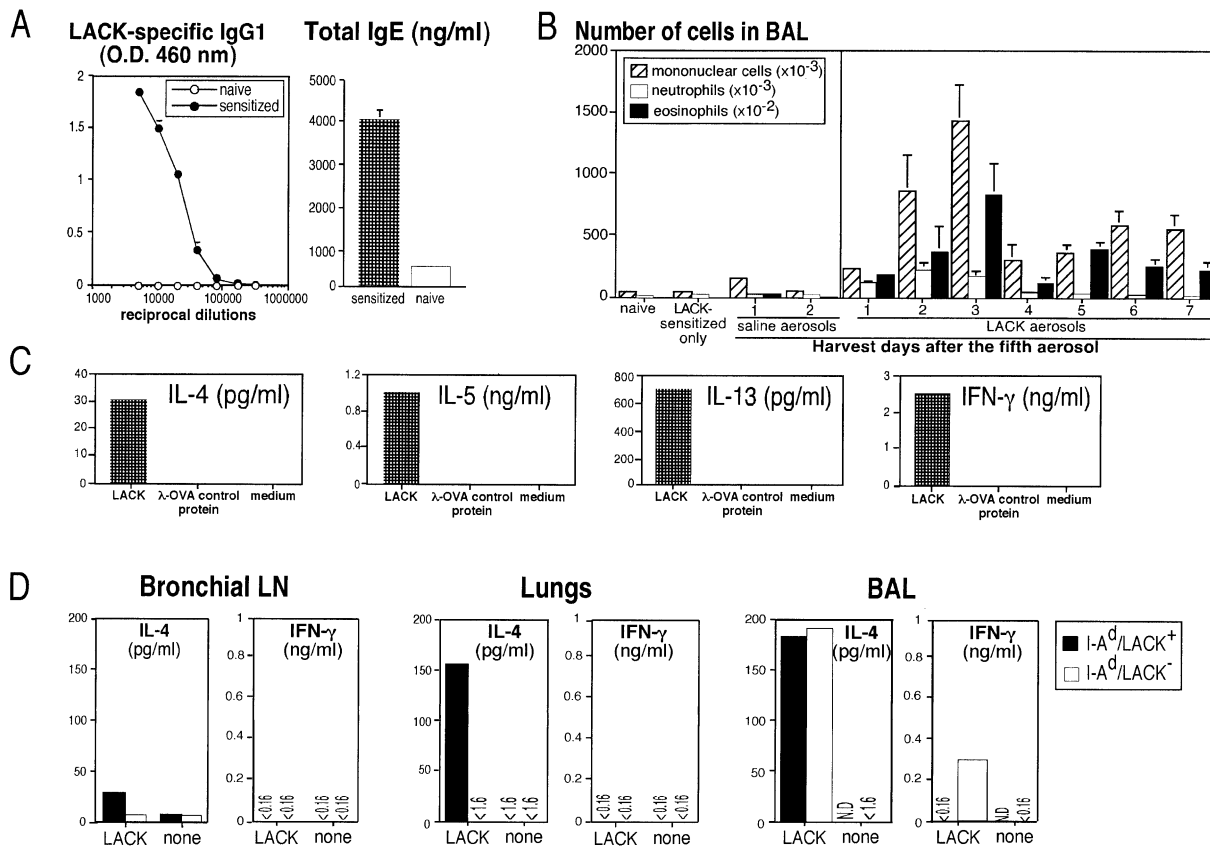 A
LACK-specific IgG1
(O.D. 460 nm)
2
1.5
1
0.5
0
naive
sensitized
1000 10000 100000 1000000
reciprocal dilutions
Total IgE (ng/ml)
5000
4000
3000
4000
2000
1000
0
sensitized naive
B
Number of cells in BAL
2000
1500
1000
500
0
mononuclear cells (x10-3)
neutrophils (x10-3)
eosinophils (x10-2)
naive LACK-sensitized only 1 2 1 2 3 4 5 6 7
saline aerosols LACK aerosols
Harvest days after the fifth aerosol
C
IL-4 (pg/ml)
40
30
20
10
0
LACK λ-OVA control protein medium
IL-5 (ng/ml)
1.2
0.8
0.4
0
LACK λ-OVA control protein medium
IL-13 (pg/ml)
800
600
400
200
0
LACK λ-OVA control protein medium
IFN-γ (ng/ml)
3
2
1
0
LACK λ-OVA control protein medium
D
Bronchial LN
IL-4
(pg/ml)
200
150
100
50
0
LACK none
IFN-γ
(ng/ml)
1
0.8
0.6
0.4
0.2
0
<0.16 <0.16 <0.16 <0.16
LACK none
Lungs
IL-4
(pg/ml)
200
150
100
50
0
<1.6 <1.6 <1.6
LACK none
IFN-γ
(ng/ml)
1
0.8
0.6
0.4
0.2
0
<0.16 <0.16 <0.16 <0.16
LACK none
BAL
IL-4
(pg/ml)
200
150
100
50
0
N.D <1.6
LACK none
IFN-γ
(ng/ml)
1
0.8
0.6
0.4
0.2
0
<0.16 N.D <0.16
LACK none
I-Ad/LACK+
I-Ad/LACK-